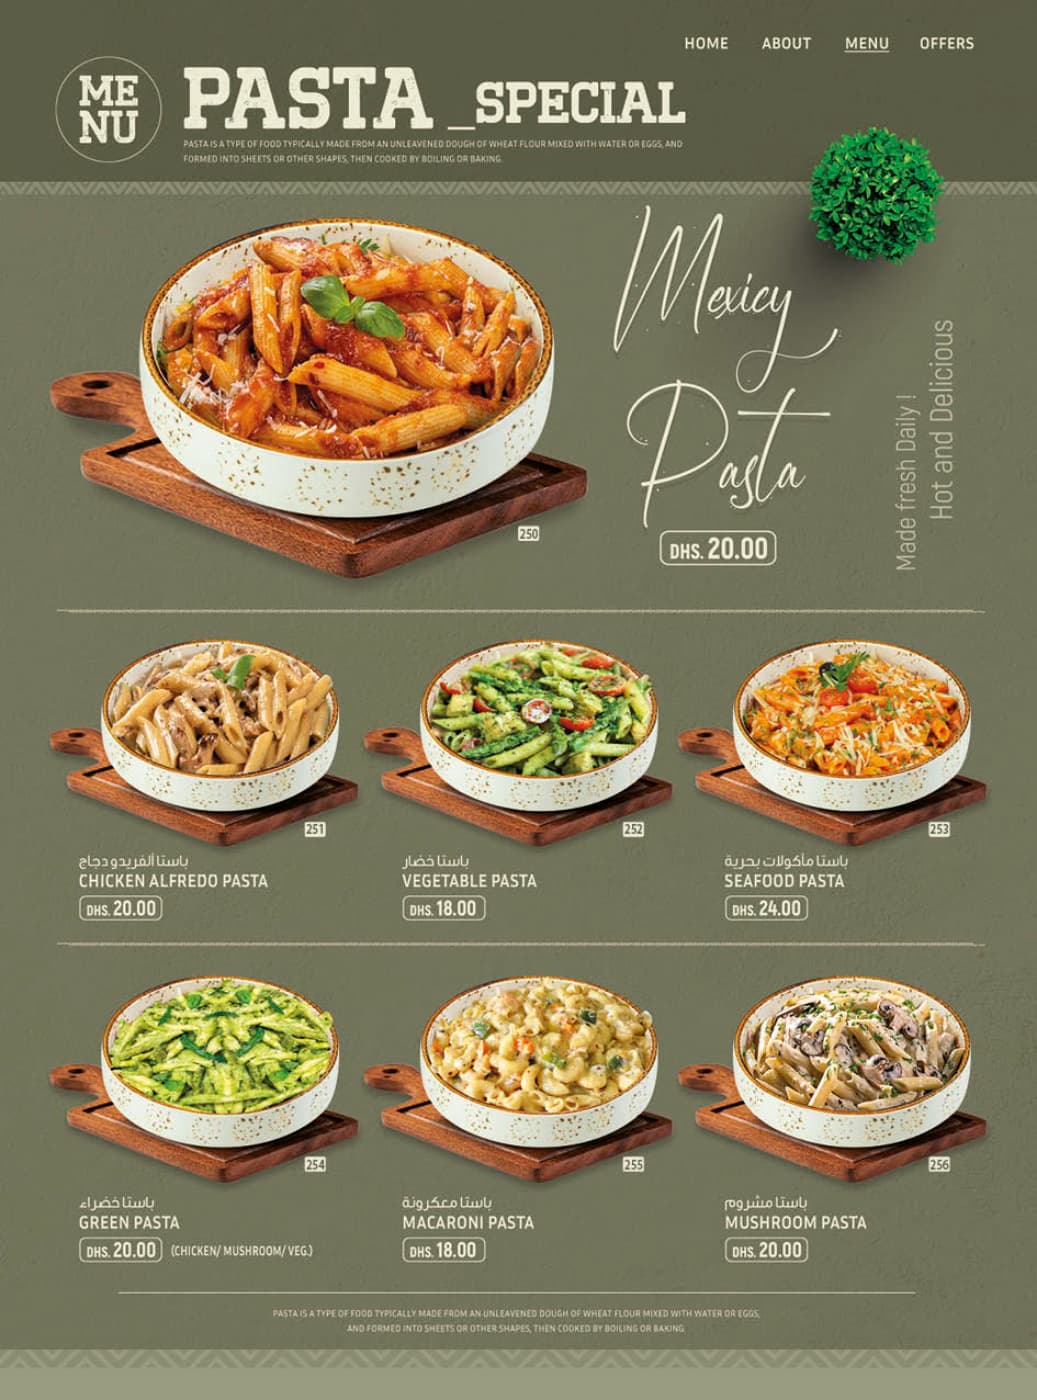 HOME ABOUT MENU OFFERS
ME
NU
PASTA _SPECIAL
PASTA IS A TYPE OF FOOD TYPICALLY MADE FROM AN UNLEAVENED DOUGH OF WHEAT FLOUR MIXED WITH WATER OR EGGS, AND
FORMED INTO SHEETS OR OTHER SHAPES, THEN COOKED BY BOILING OR BAKING.
Mexicy
Pasta
DHS. 20.00
Made fresh Daily !
Hot and Delicious
250
251
باستا ألفريدو دجاج
CHICKEN ALFREDO PASTA
DHS. 20.00
252
باستا خضار
VEGETABLE PASTA
DHS. 18.00
253
باستا مأكولات بحرية
SEAFOOD PASTA
DHS. 24.00
254
باستا خضراء
GREEN PASTA
DHS. 20.00 (CHICKEN/ MUSHROOM/ VEG.)
255
باستا معكرونة
MACARONI PASTA
DHS. 18.00
256
باستا مشروم
MUSHROOM PASTA
DHS. 20.00
PASTA IS A TYPE OF FOOD TYPICALLY MADE FROM AN UNLEAVENED DOUGH OF WHEAT FLOUR MIXED WITH WATER OR EGGS,
AND FORMED INTO SHEETS OR OTHER SHAPES, THEN COOKED BY BOILING OR BAKING.